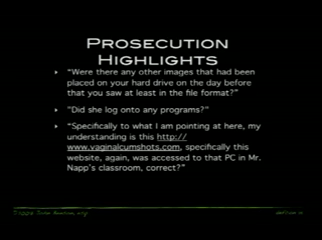 PROSECUTION
HIGHLIGHTS
"Were there any other images that had been
placed on your hard drive on the day before
that you saw at least in the file format?"
"Did she log onto any programs?"
"Specifically to what I am pointing at here, my
understanding is this http://
www.vaginalcumshots.com, specifically this
website, again, was accessed to that PC in Mr.
Napp's classroom, correct?"